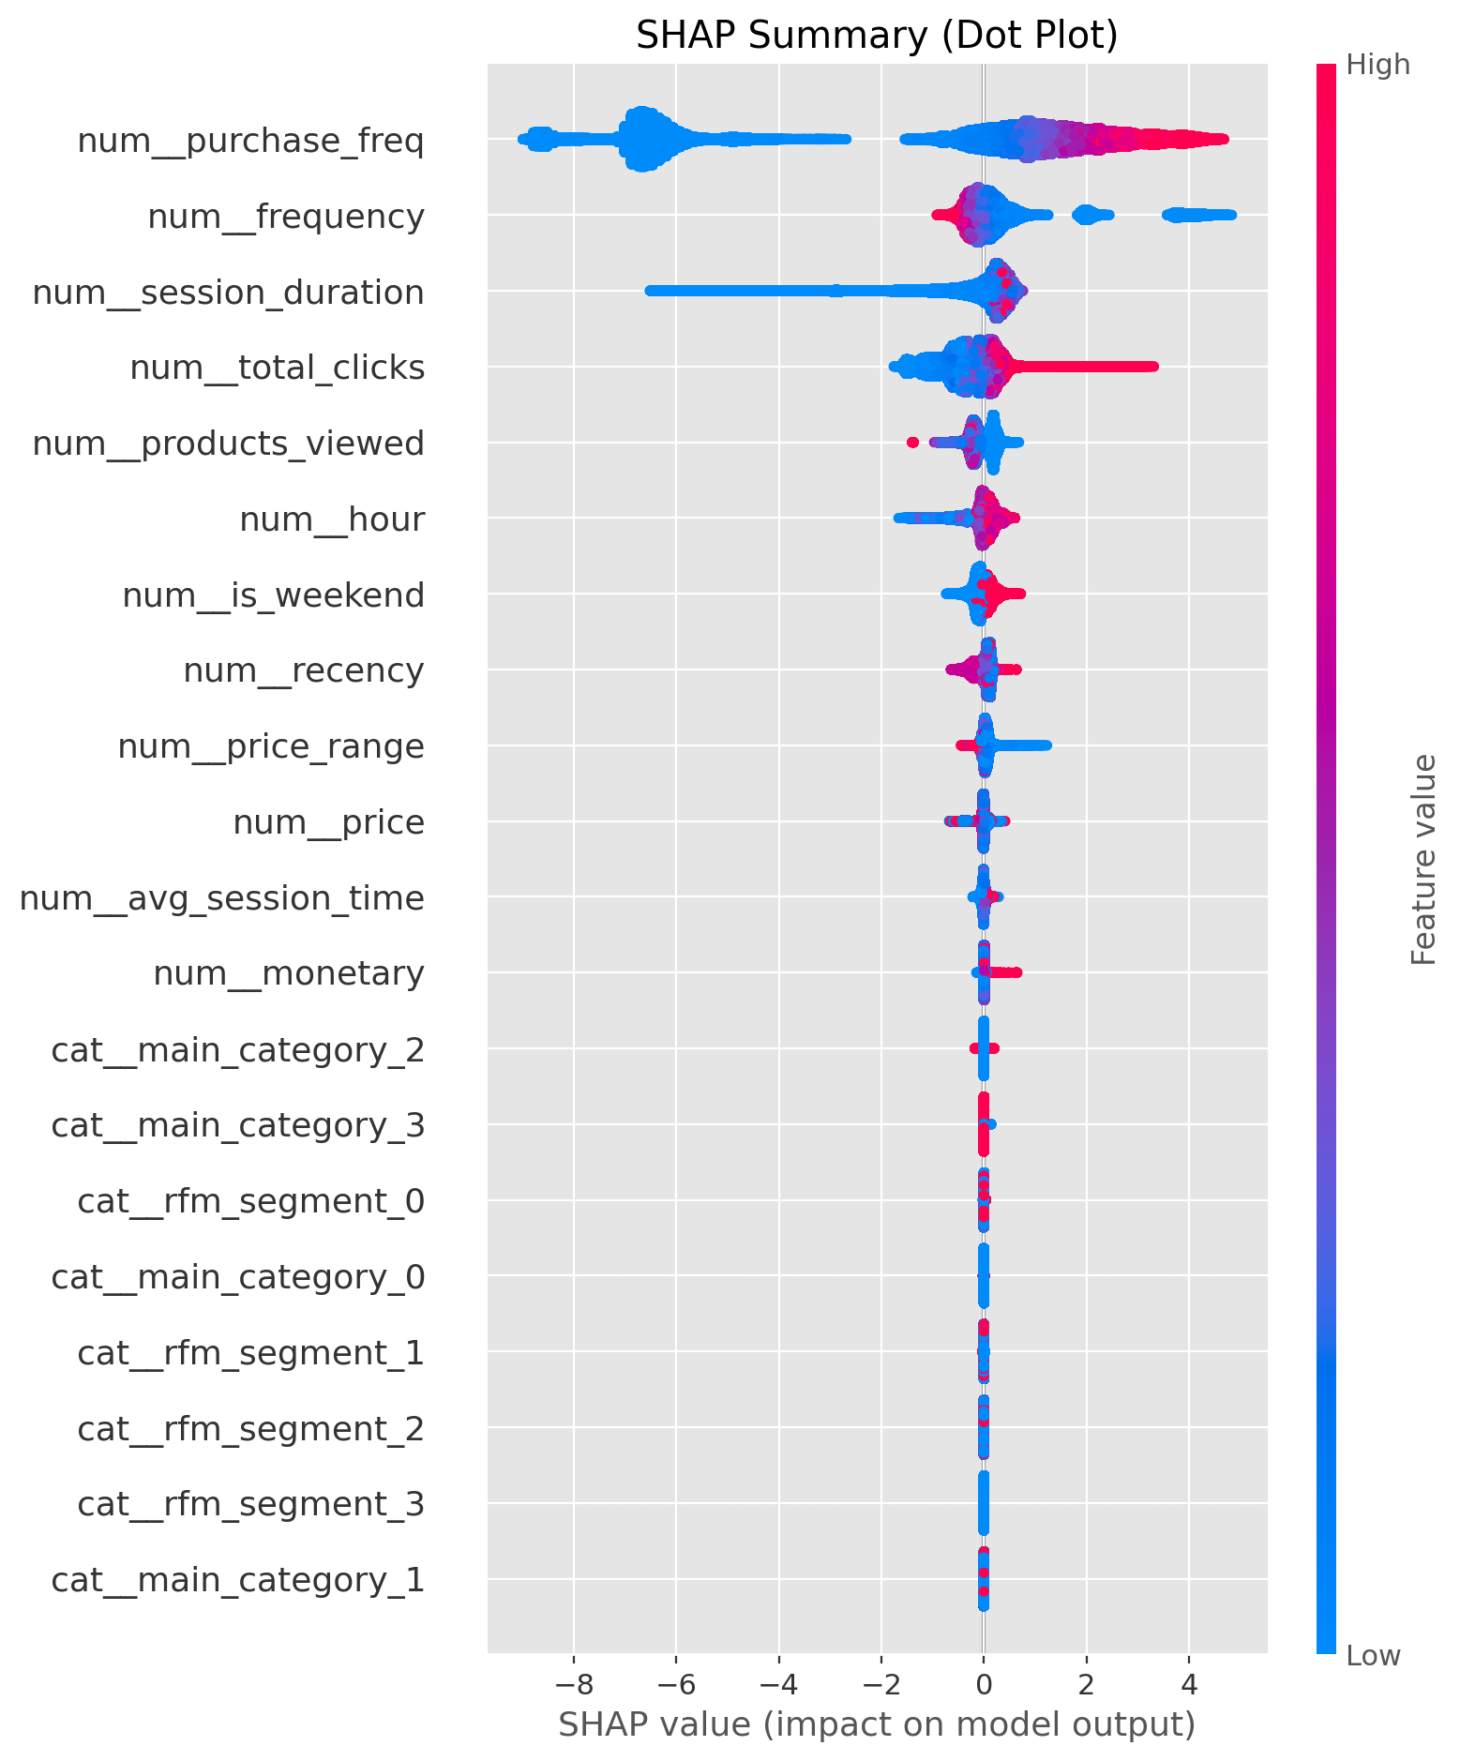 SHAP Summary (Dot Plot)
High
num__purchase_freq
num__frequency
num__session_duration
num__total_clicks
num__products_viewed
num__hour
num__is_weekend
num__recency
num__price_range
num__price
num__avg_session_time
num__monetary
cat__main_category_2
cat__main_category_3
cat__rfm_segment_0
cat__main_category_0
cat__rfm_segment_1
cat__rfm_segment_2
cat__rfm_segment_3
cat__main_category_1
Feature value
Low
−8 −6 −4 −2 0 2 4
SHAP value (impact on model output)